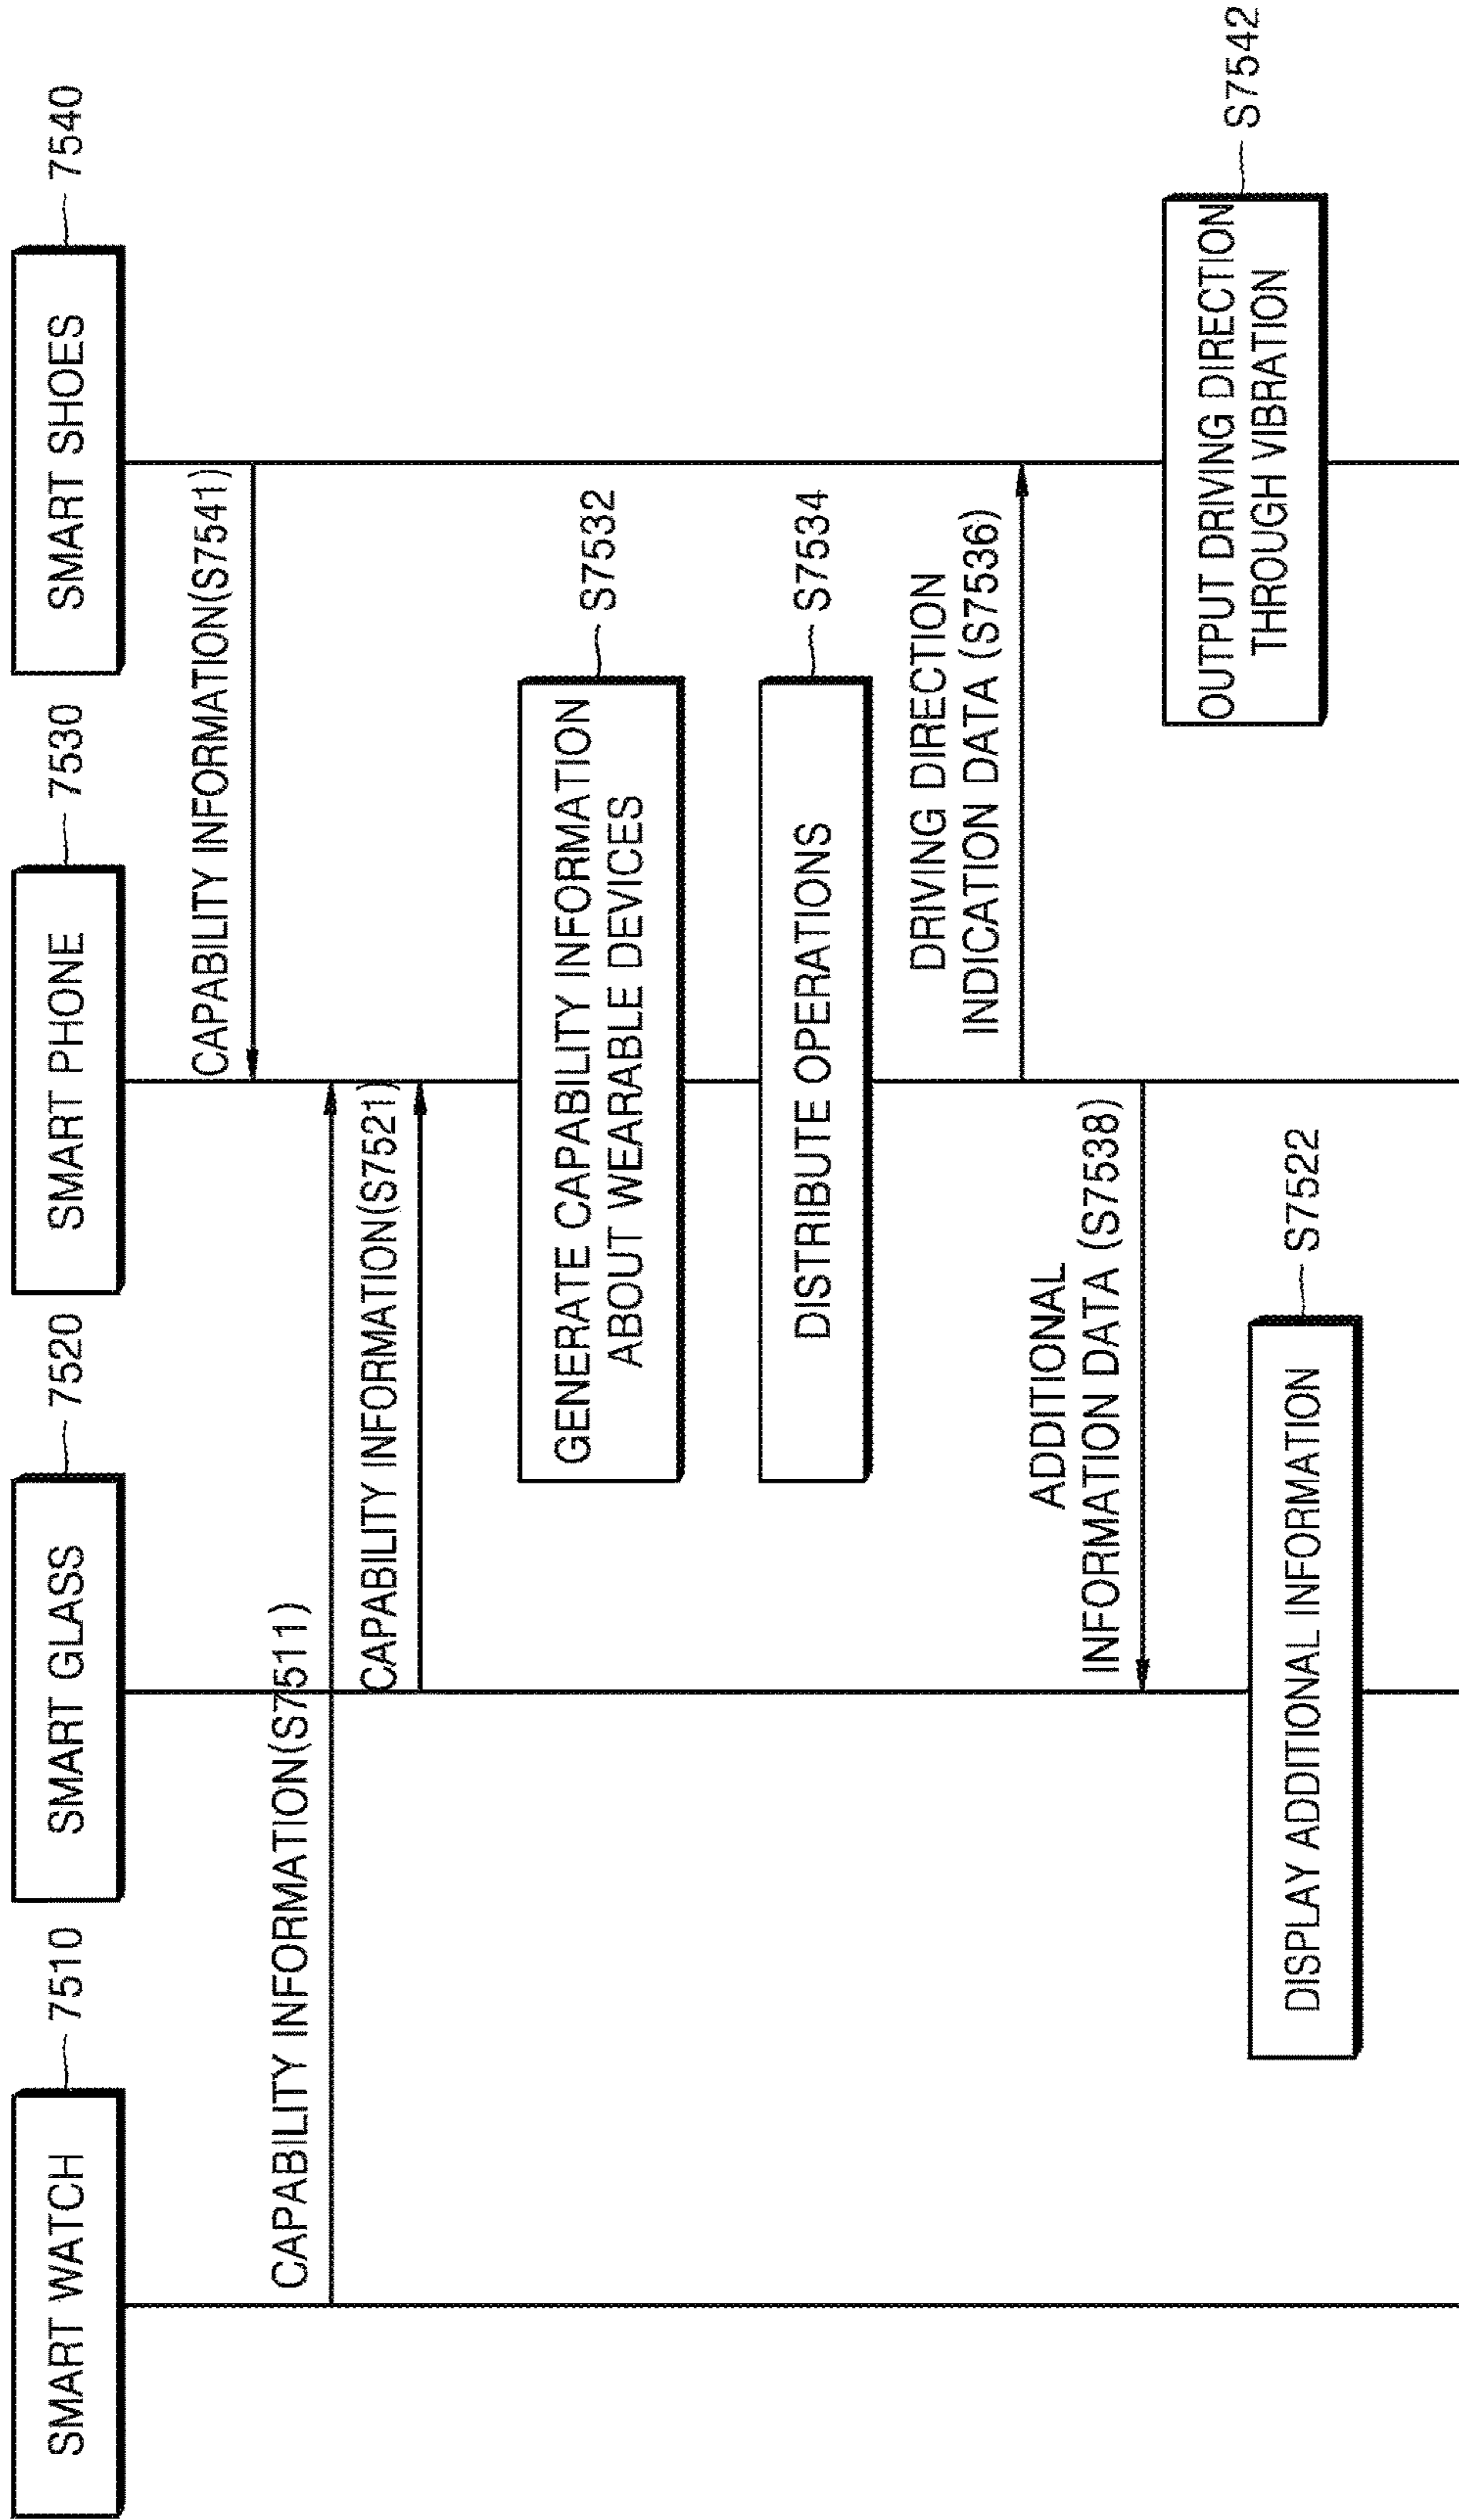 SMART WATCH
7510
SMART GLASS
7520
SMART PHONE
7530
SMART SHOES
7540
CAPABILITY INFORMATION(S7541)
CAPABILITY INFORMATION(S7511)
CAPABILITY INFORMATION(S7521)
GENERATE CAPABILITY INFORMATION
ABOUT WEARABLE DEVICES
S7532
DISTRIBUTE OPERATIONS
S7534
DRIVING DIRECTION
INDICATION DATA (S7536)
ADDITIONAL
INFORMATION DATA (S7538)
OUTPUT DRIVING DIRECTION
THROUGH VIBRATION
S7542
DISPLAY ADDITIONAL INFORMATION
S7522